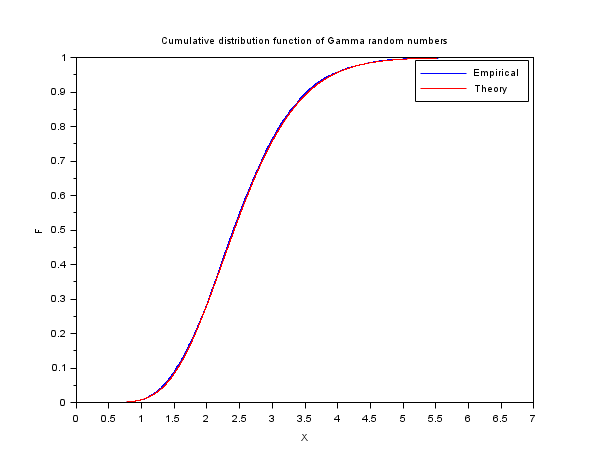 Cumulative distribution function of Gamma random numbers
1
0.9
0.8
0.7
0.6
0.5
0.4
0.3
0.2
0.1
0
F
Empirical
Theory
0 0.5 1 1.5 2 2.5 3 3.5 4 4.5 5 5.5 6 6.5 7
X